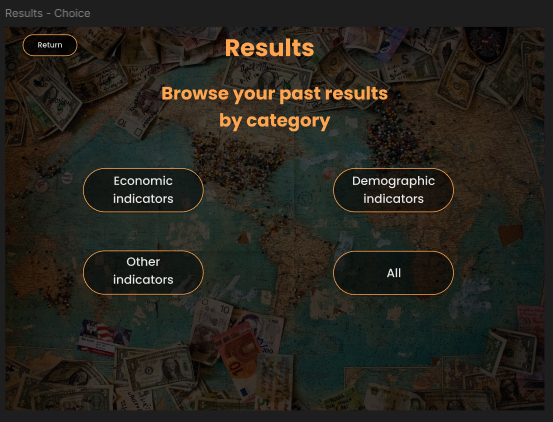 Results - Choice
Return
Results
Browse your past results
by category
Economic
indicators
Demographic
indicators
Other
indicators
All